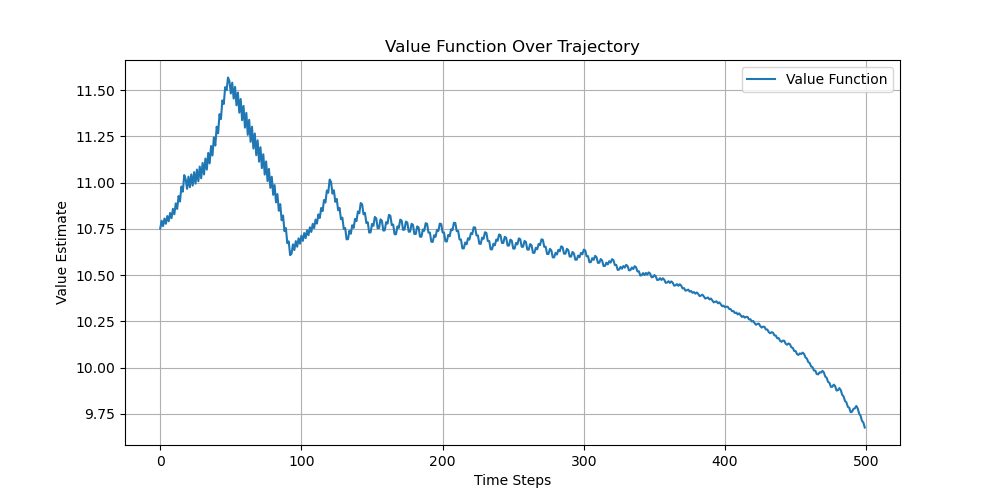 Value Function Over Trajectory
Value Function
11.50
11.25
11.00
10.75
10.50
10.25
10.00
9.75
Value Estimate
0 100 200 300 400 500
Time Steps